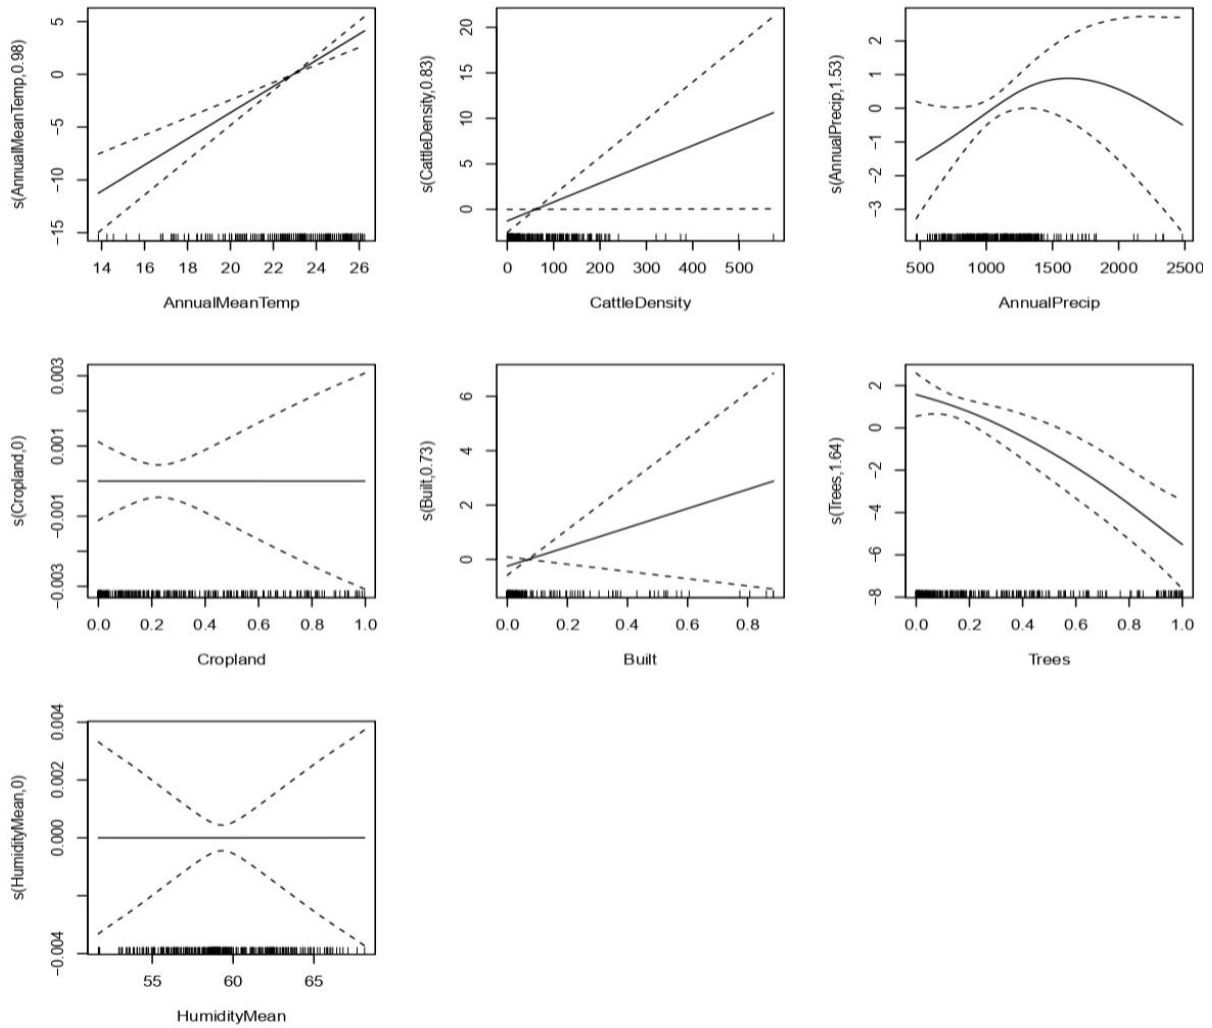 s(AnnualMeanTemp,0.98)
5
0
−5
−10
−15
14 16 18 20 22 24 26
AnnualMeanTemp
s(CattleDensity,0.83)
20
15
10
5
0
0 100 200 300 400 500
CattleDensity
s(AnnualPrecip,1.53)
2
1
0
−1
−2
−3
500 1000 1500 2000 2500
AnnualPrecip
s(Cropland,0)
0.003
0.001
−0.001
−0.003
0.0 0.2 0.4 0.6 0.8 1.0
Cropland
s(Built,0.73)
6
4
2
0
0.0 0.2 0.4 0.6 0.8
Built
s(Trees,1.64)
2
0
−2
−4
−6
−8
0.0 0.2 0.4 0.6 0.8 1.0
Trees
s(HumidityMean,0)
0.004
0.002
0.000
−0.004
55 60 65
HumidityMean